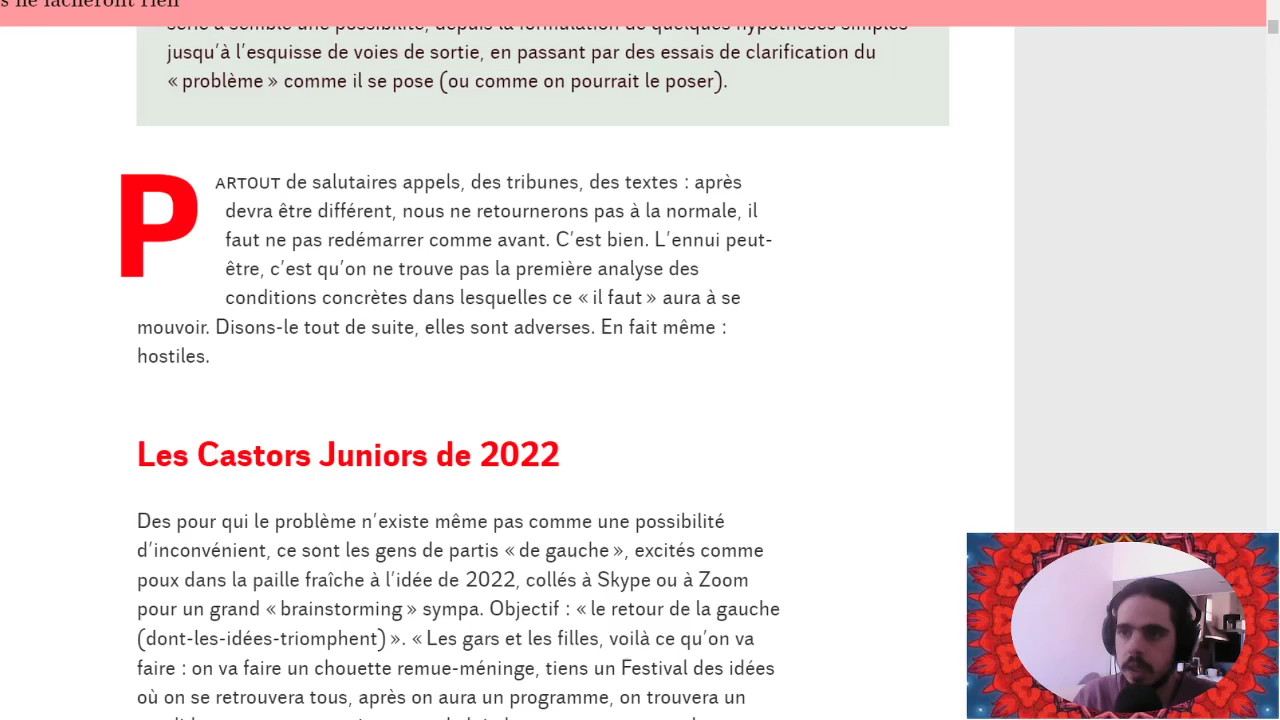 s ne lâcheront rien
série a semblé une possibilité, depuis la formulation de quelques hypothèses simples
jusqu’à l’esquisse de voies de sortie, en passant par des essais de clarification du
« problème » comme il se pose (ou comme on pourrait le poser).
PARTOUT de salutaires appels, des tribunes, des textes : après
devra être différent, nous ne retournerons pas à la normale, il
faut ne pas redémarrer comme avant. C’est bien. L’ennui peut-
être, c’est qu’on ne trouve pas la première analyse des
conditions concrètes dans lesquelles ce « il faut » aura à se
mouvoir. Disons-le tout de suite, elles sont adverses. En fait même :
hostiles.
Les Castors Juniors de 2022
Des pour qui le problème n’existe même pas comme une possibilité
d’inconvénient, ce sont les gens de partis « de gauche », excités comme
poux dans la paille fraîche à l’idée de 2022, collés à Skype ou à Zoom
pour un grand « brainstorming » sympa. Objectif : « le retour de la gauche
(dont-les-idées-triomphent) ». « Les gars et les filles, voilà ce qu’on va
faire : on va faire un chouette remue-méninge, tiens un Festival des idées
où on se retrouvera tous, après on aura un programme, on trouvera un